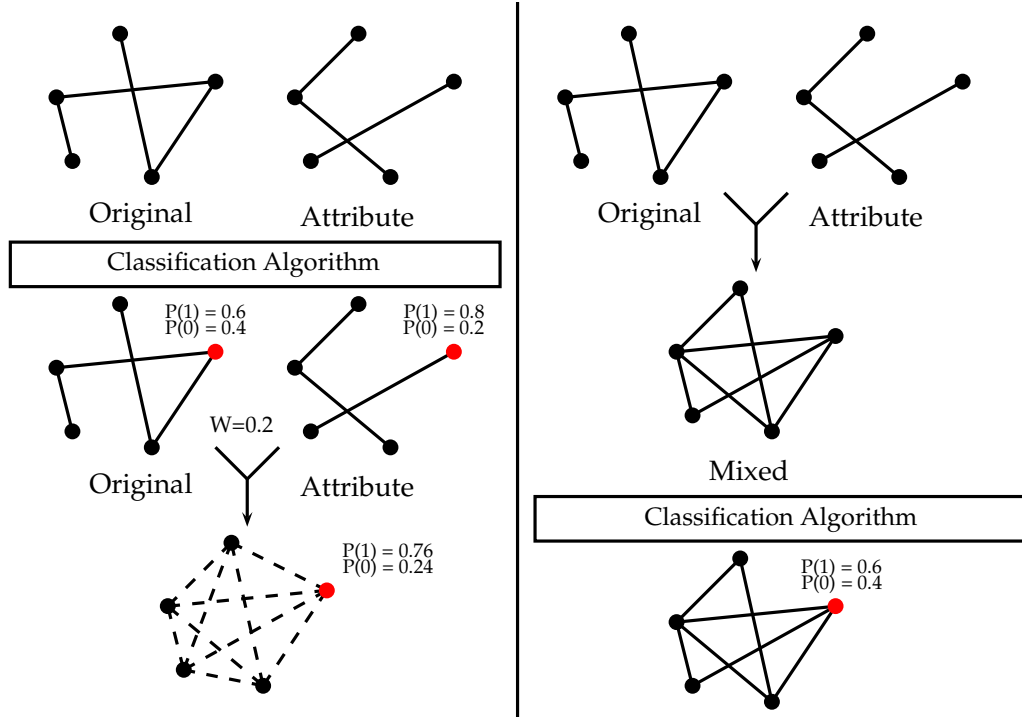 Original
Attribute
Classification Algorithm
P(1) = 0.6
P(0) = 0.4
P(1) = 0.8
P(0) = 0.2
W=0.2
Original
Attribute
P(1) = 0.76
P(0) = 0.24
Original
Attribute
Mixed
Classification Algorithm
P(1) = 0.6
P(0) = 0.4